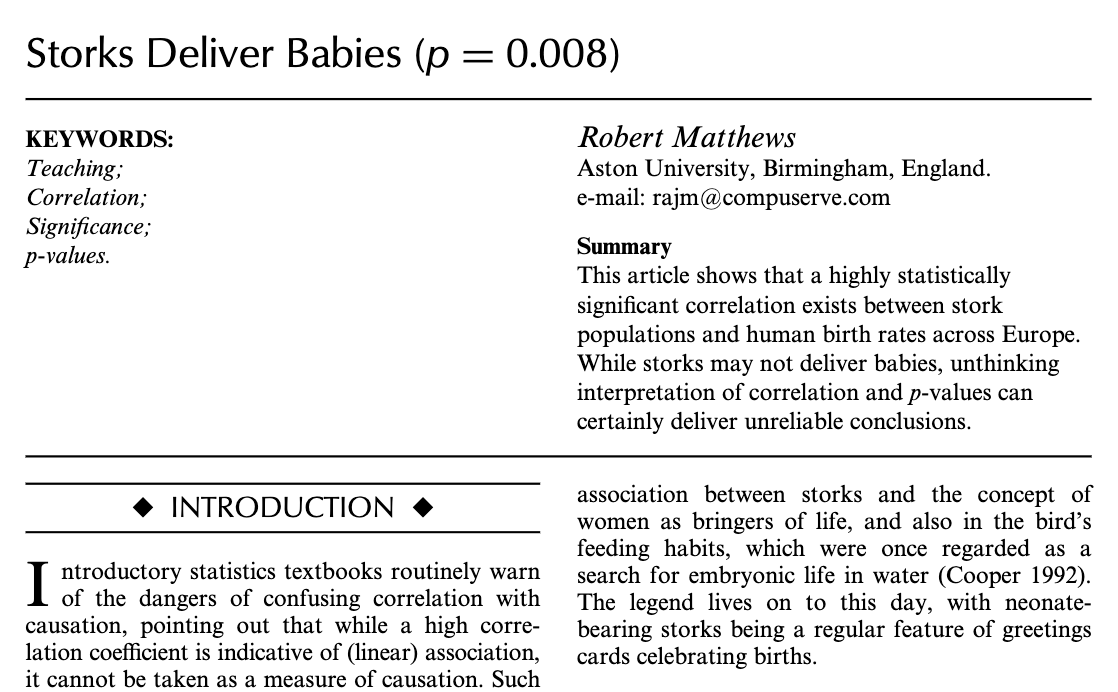 Storks Deliver Babies (p = 0.008)
KEYWORDS:
Teaching;
Correlation;
Significance;
p-values.
Robert Matthews
Aston University, Birmingham, England.
e-mail: rajm@compuserve.com
Summary
This article shows that a highly statistically
significant correlation exists between stork
populations and human birth rates across Europe.
While storks may not deliver babies, unthinking
interpretation of correlation and p-values can
certainly deliver unreliable conclusions.
◆ INTRODUCTION ◆
Introductory statistics textbooks routinely warn
of the dangers of confusing correlation with
causation, pointing out that while a high corre-
lation coefficient is indicative of (linear) association,
it cannot be taken as a measure of causation. Such
association between storks and the concept of
women as bringers of life, and also in the bird's
feeding habits, which were once regarded as a
search for embryonic life in water (Cooper 1992).
The legend lives on to this day, with neonate-
bearing storks being a regular feature of greetings
cards celebrating births.